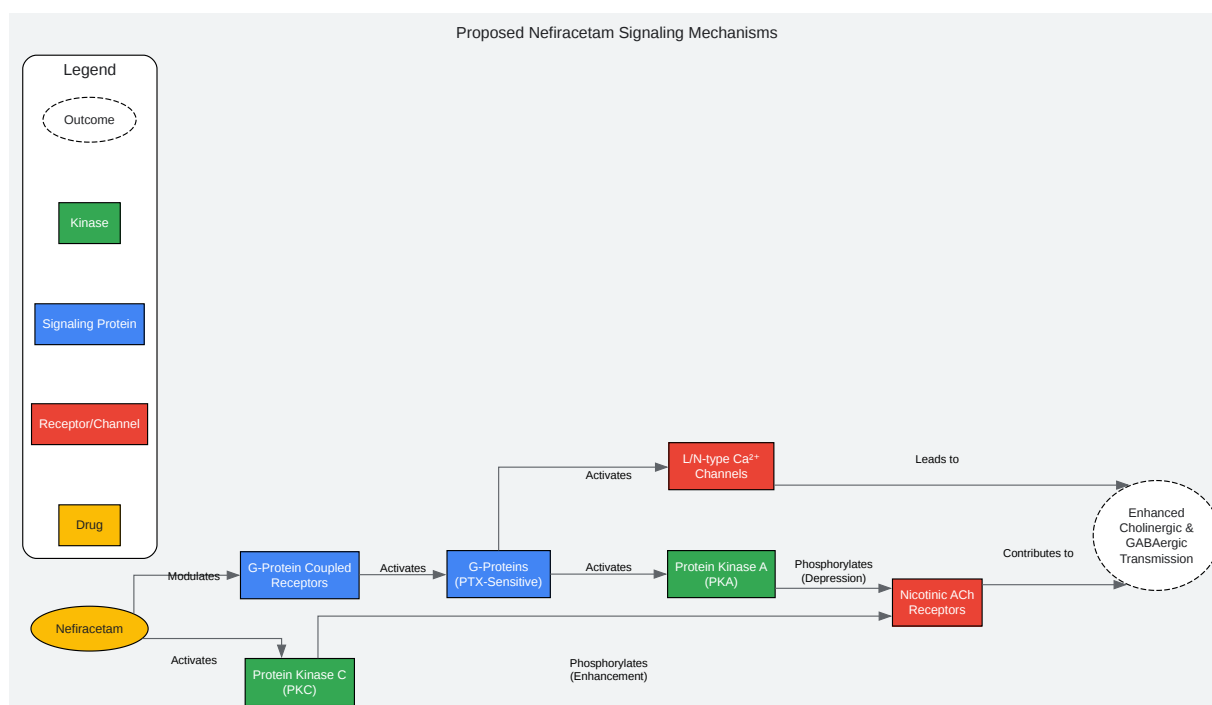 Proposed Nefiracetam Signaling Mechanisms
Legend
Outcome
Kinase
Signaling Protein
Receptor/Channel
Drug
Nefiracetam
Modulates
G-Protein Coupled
Receptors
Activates
G-Proteins
(PTX-Sensitive)
Activates
L/N-type Ca²⁺
Channels
Leads to
Activates
Protein Kinase A
(PKA)
Phosphorylates
(Depression)
Nicotinic ACh
Receptors
Contributes to
Enhanced
Cholinergic &
GABAergic
Transmission
Activates
Protein Kinase C
(PKC)
Phosphorylates
(Enhancement)